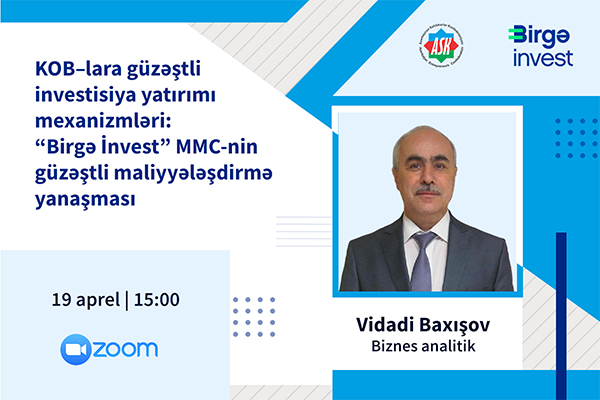 KOB–lara güzəştli
investisiya yatırımı
mexanizmləri:
“Birgə İnvest” MMC-nin
güzəştli maliyyələşdirmə
yanaşması
ASK
Birgə
invest
19 aprel | 15:00
zoom
Vidadi Baxışov
Biznes analitik